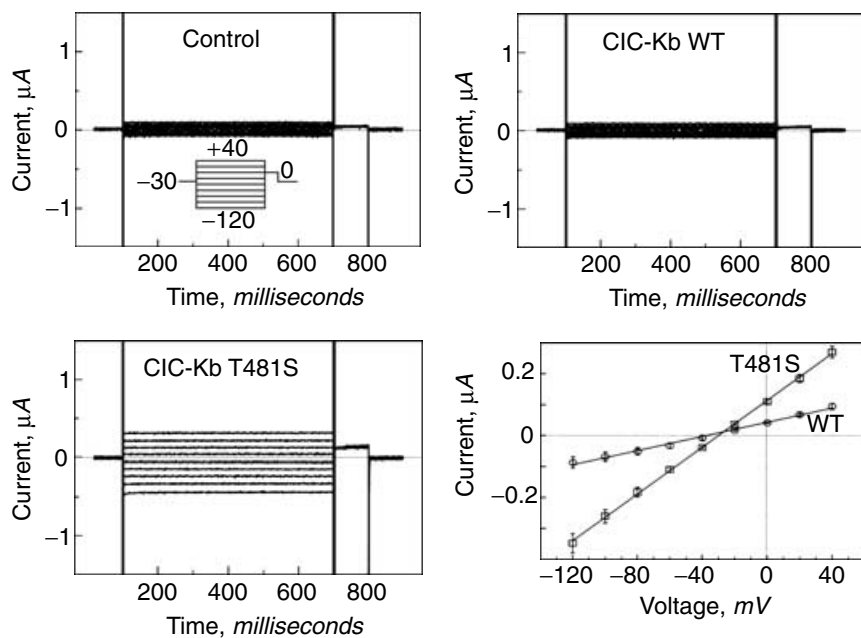 Control
Current, μA
1
0
−1
+40
−30
0
−120
200 400 600 800
Time, milliseconds
CIC-Kb WT
Current, μA
1
0
−1
200 400 600 800
Time, milliseconds
CIC-Kb T481S
Current, μA
1
0
−1
200 400 600 800
Time, milliseconds
T481S
WT
Current, μA
0.2
0
−0.2
−120 −80 −40 0 40
Voltage, mV